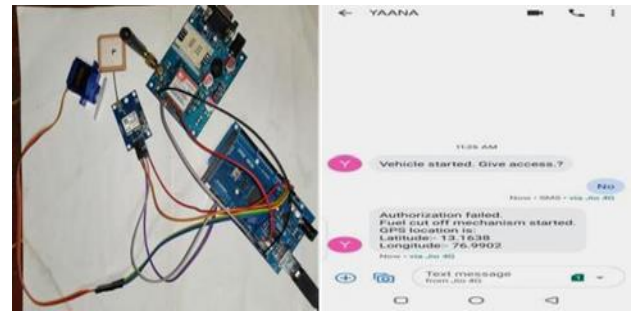 YAANA
11:25 AM
Y
Vehicle started. Give access.?
No
Now • SMS • via Jio 4G
Authorization failed.
Fuel cut off mechanism started.
GPS location is:
Latitude:- 13.1638
Longitude:- 76.9902
Y
Now • via Jio 4G
Text message
from Jio 4G